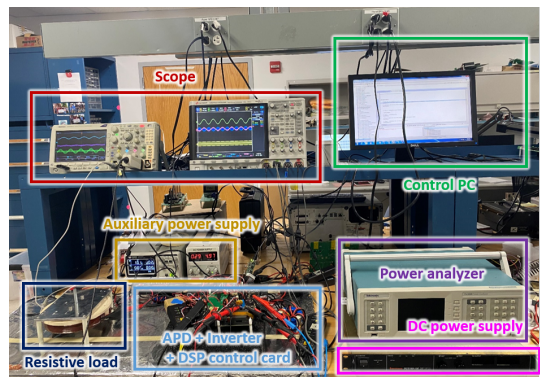 Scope
Control PC
Auxiliary power supply
Power analyzer
DC power supply
Resistive load
APD + Inverter
+ DSP control card